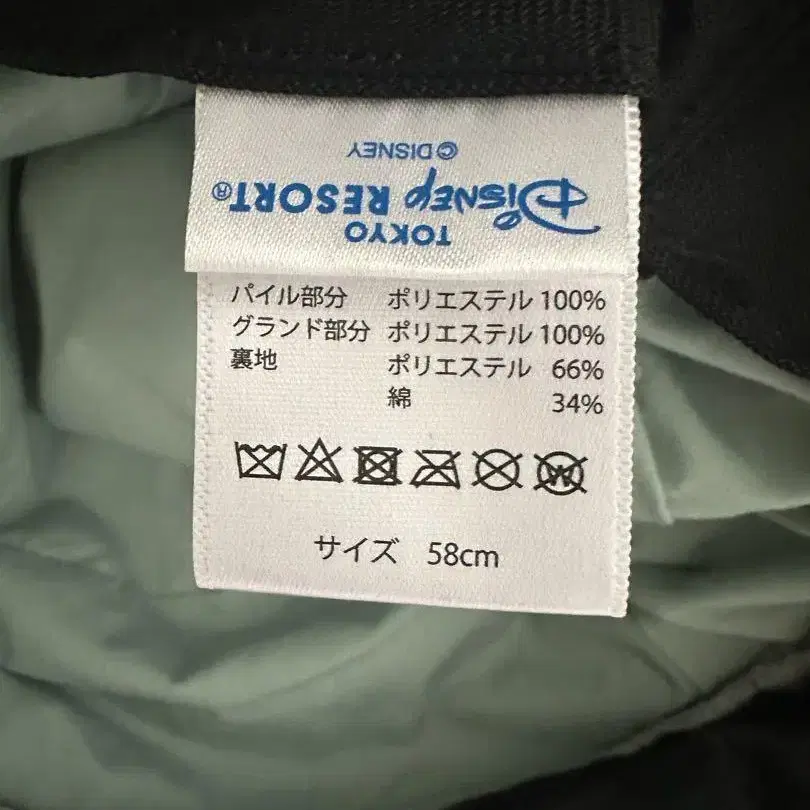 TOKYO
DISNEY RESORT®
© DISNEY
パイル部分 ポリエステル 100%
グランド部分 ポリエステル 100%
裏地 ポリエステル 66%
綿 34%
W
サイズ 58cm